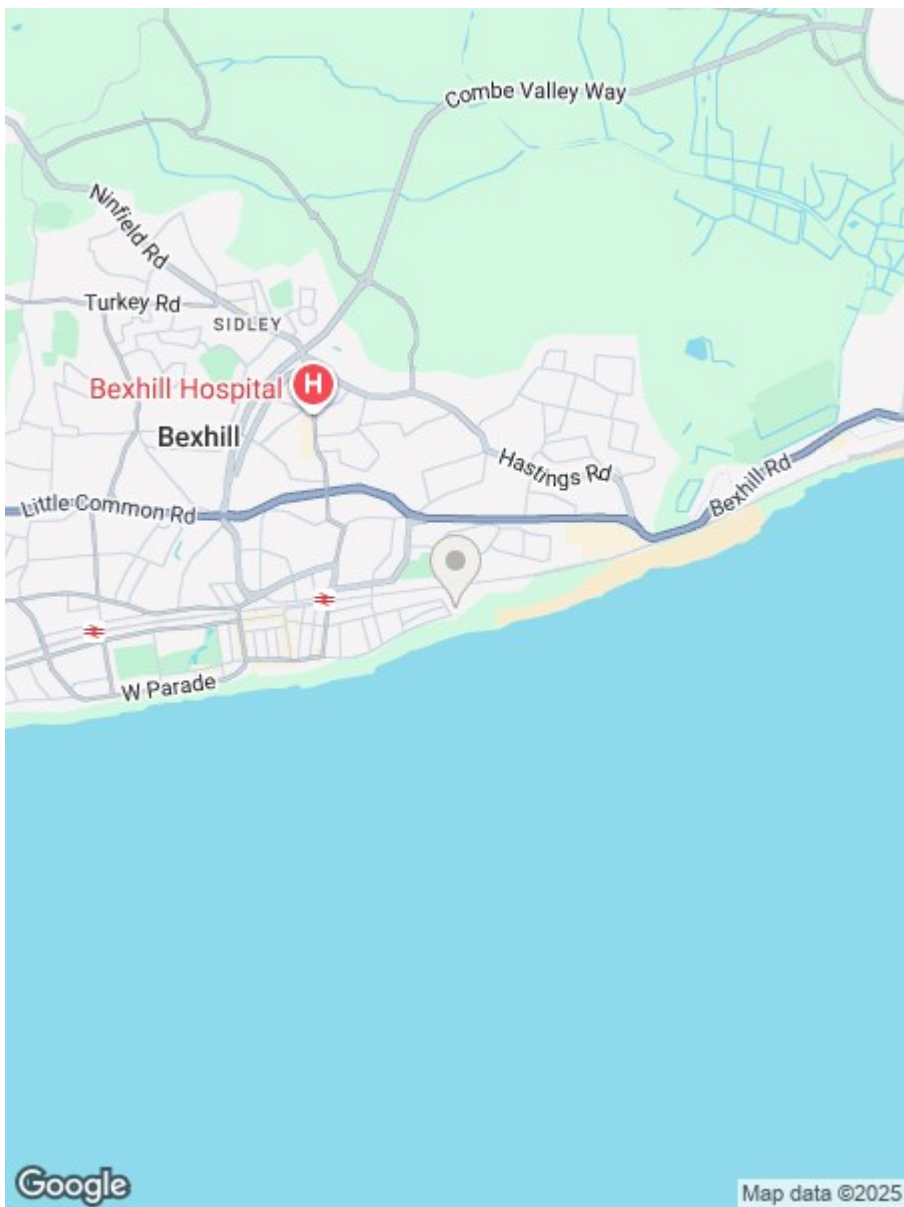 Combe Valley Way
Ninfield Rd
Turkey Rd
SIDLEY
Bexhill Hospital
H
Bexhill
Hastings Rd
Bexhill Rd
Little Common Rd
W Parade
Google
Map data ©2025